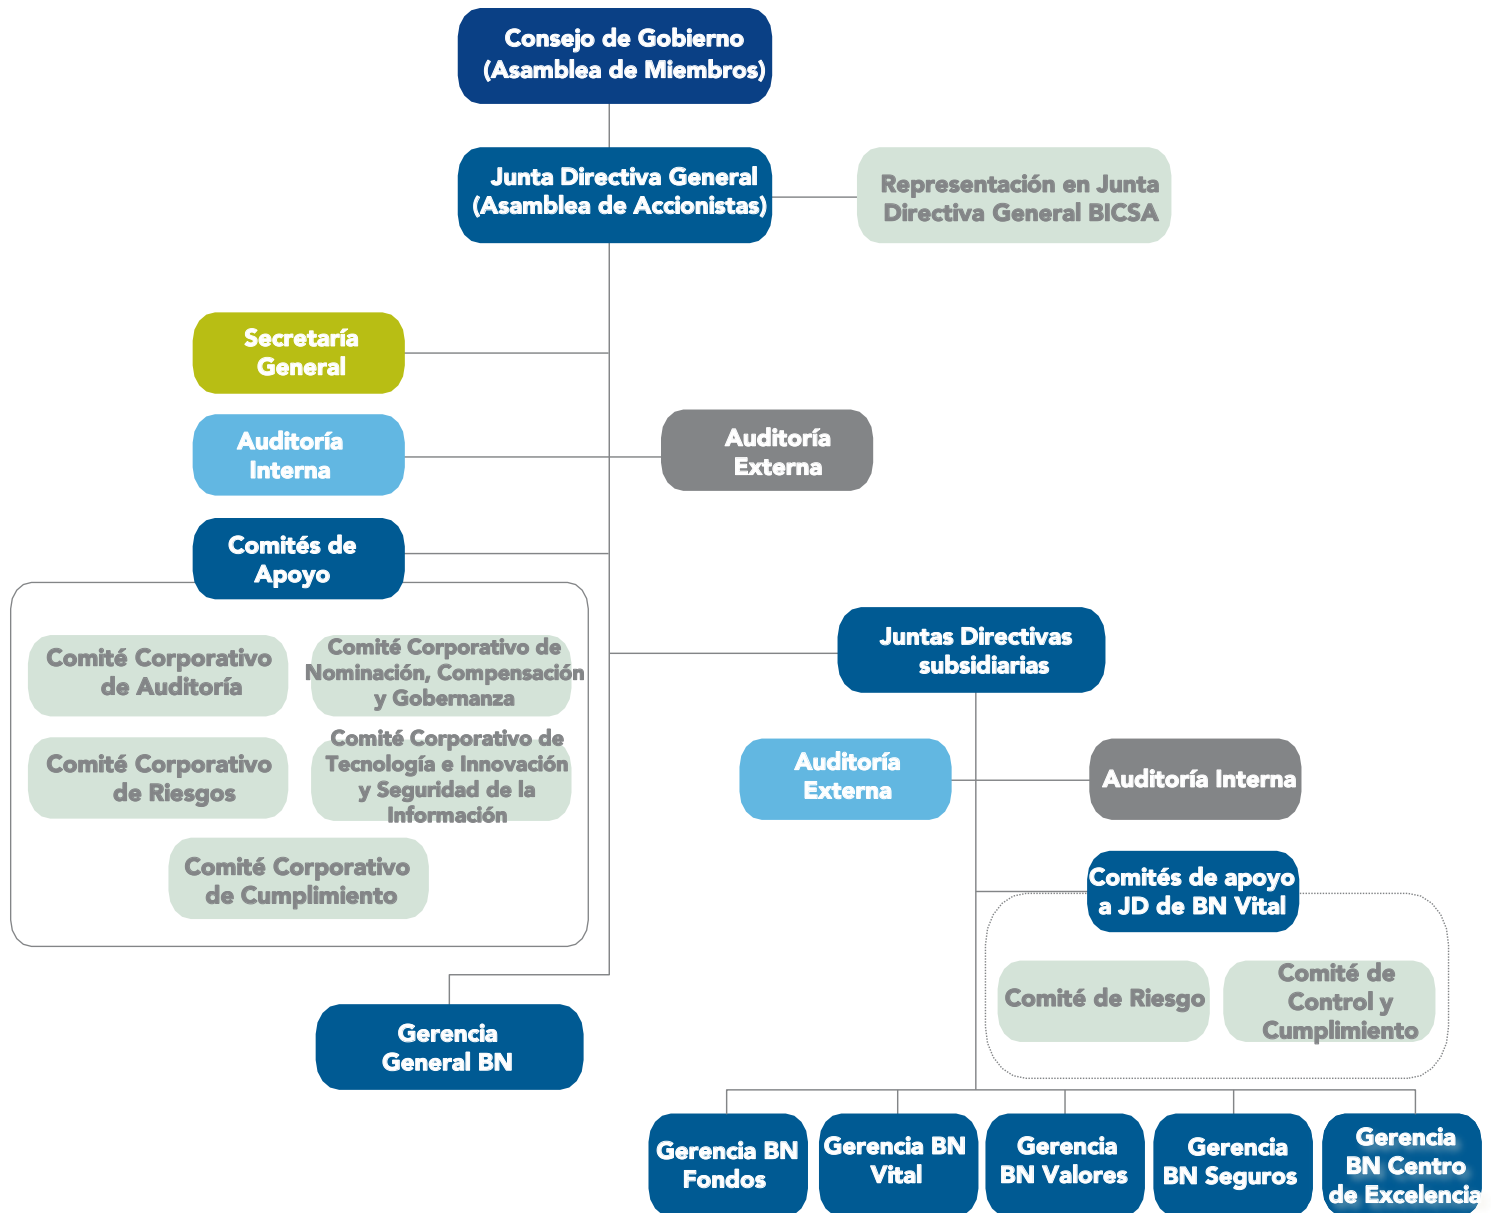 Consejo de Gobierno
(Asamblea de Miembros)
Junta Directiva General
(Asamblea de Accionistas)
Representación en Junta
Directiva General BICSA
Secretaría
General
Auditoría
Interna
Auditoría
Externa
Comités de
Apoyo
Comité Corporativo
de Auditoría
Comité Corporativo de
Nominación, Compensación
y Gobernanza
Comité Corporativo
de Riesgos
Comité Corporativo de
Tecnología e Innovación
y Seguridad de la
Información
Comité Corporativo
de Cumplimiento
Gerencia
General BN
Juntas Directivas
subsidiarias
Auditoría
Externa
Auditoría Interna
Comités de apoyo
a JD de BN Vital
Comité de Riesgo
Comité de
Control y
Cumplimiento
Gerencia BN
Fondos
Gerencia BN
Vital
Gerencia
BN Valores
Gerencia
BN Seguros
Gerencia
BN Centro
de Excelencia